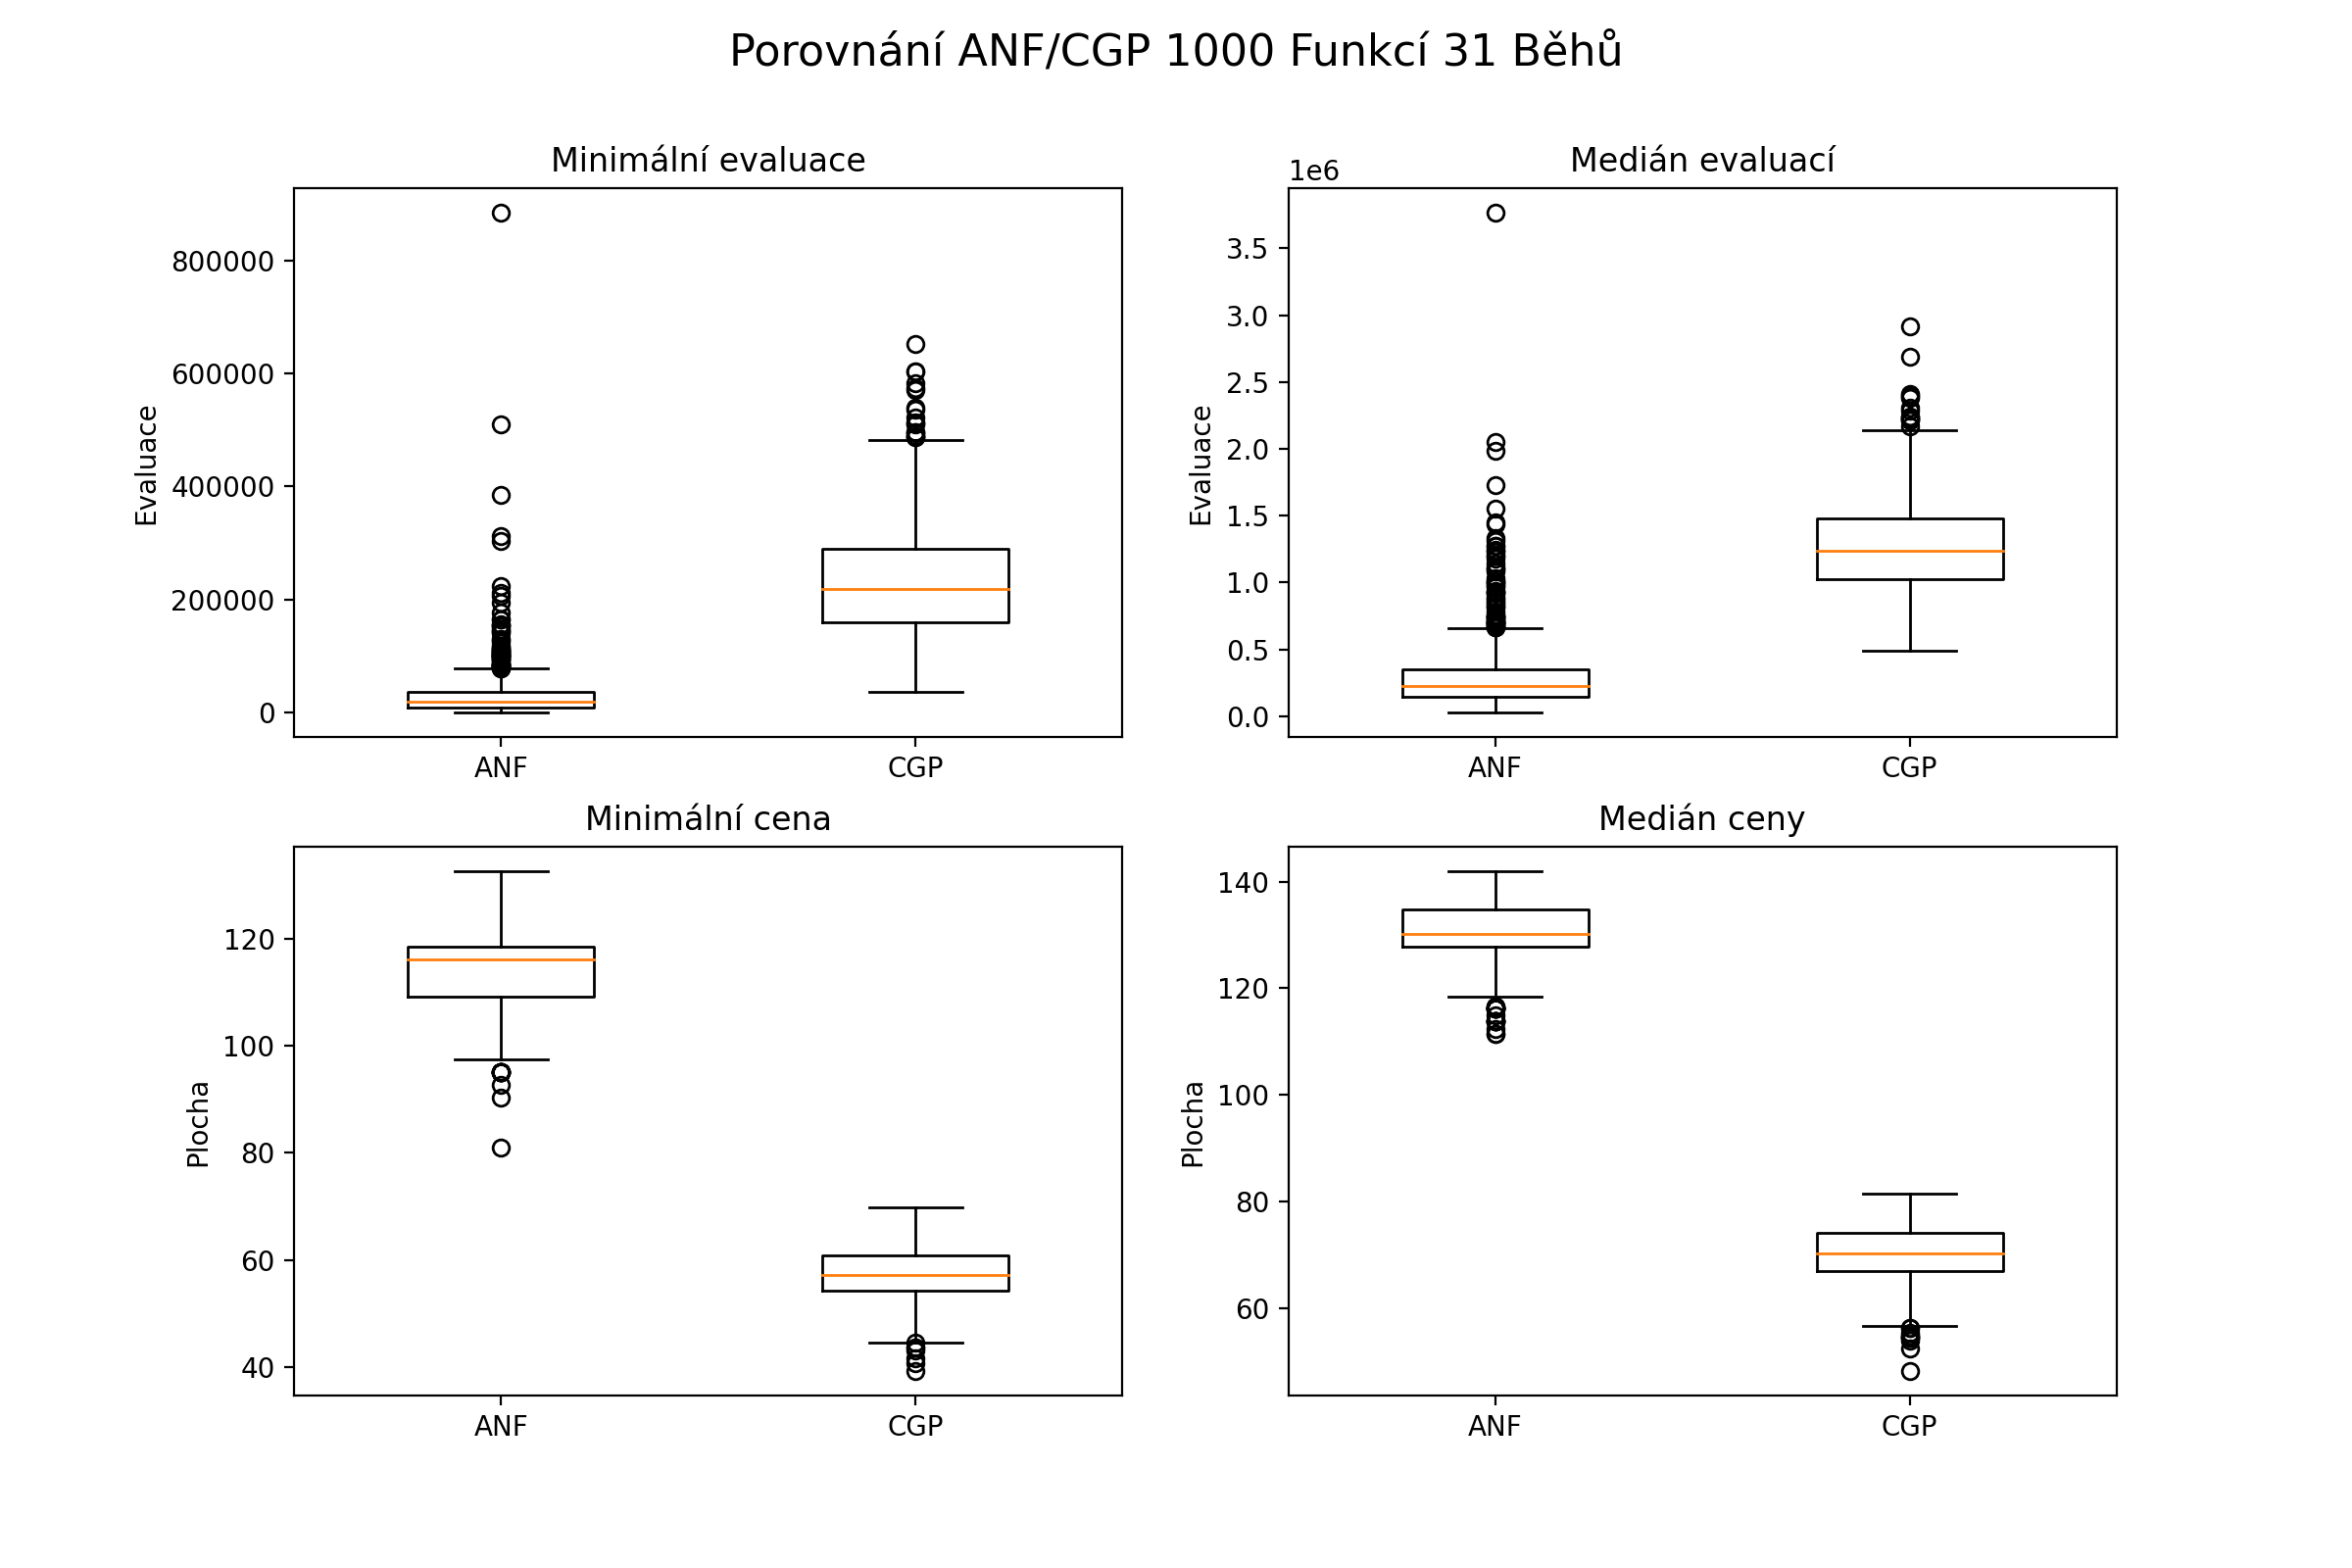 Porovnání ANF/CGP 1000 Funkcí 31 Běhů
Minimální evaluace
Evaluace
800000
600000
400000
200000
0
ANF
CGP
Medián evaluací
1e6
Evaluace
3.5
3.0
2.5
2.0
1.5
1.0
0.5
0.0
ANF
CGP
Minimální cena
Plocha
120
100
80
60
40
ANF
CGP
Medián ceny
Plocha
140
120
100
80
60
ANF
CGP